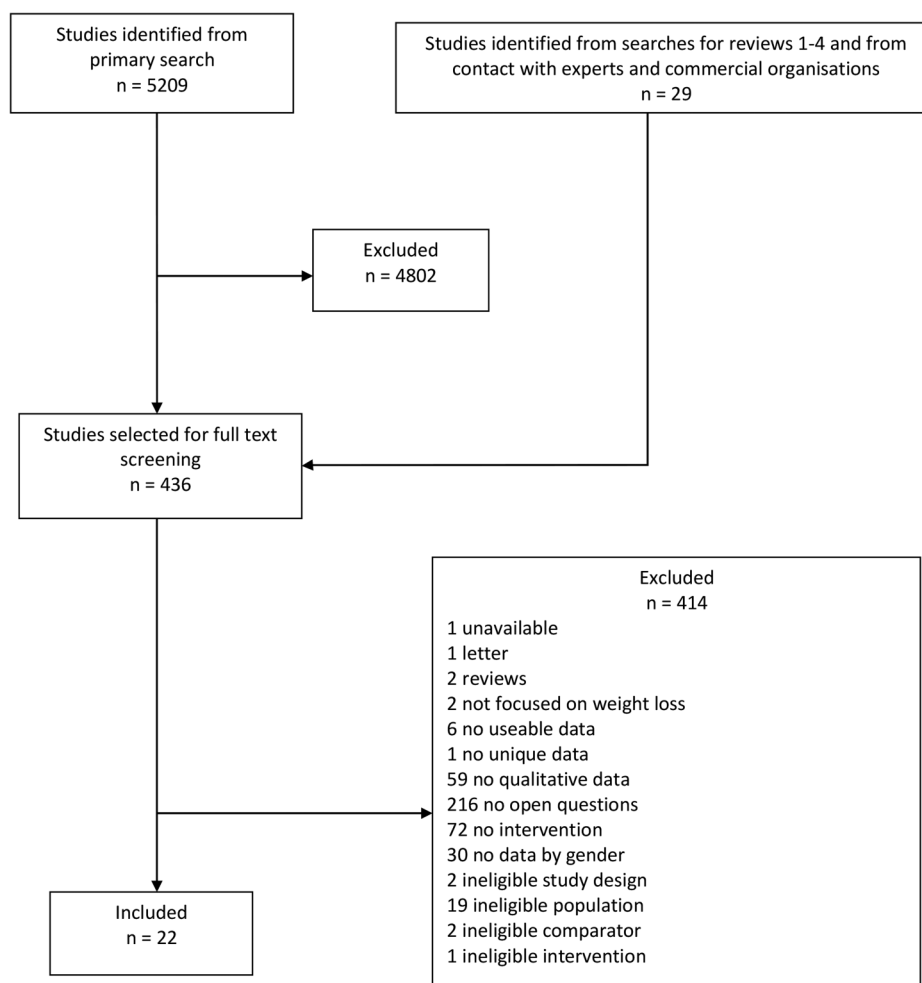 Studies identified from
primary search
n = 5209
Studies identified from searches for reviews 1-4 and from
contact with experts and commercial organisations
n = 29
Excluded
n = 4802
Studies selected for full text
screening
n = 436
Excluded
n = 414
1 unavailable
1 letter
2 reviews
2 not focused on weight loss
6 no useable data
1 no unique data
59 no qualitative data
216 no open questions
72 no intervention
30 no data by gender
2 ineligible study design
19 ineligible population
2 ineligible comparator
1 ineligible intervention
Included
n = 22